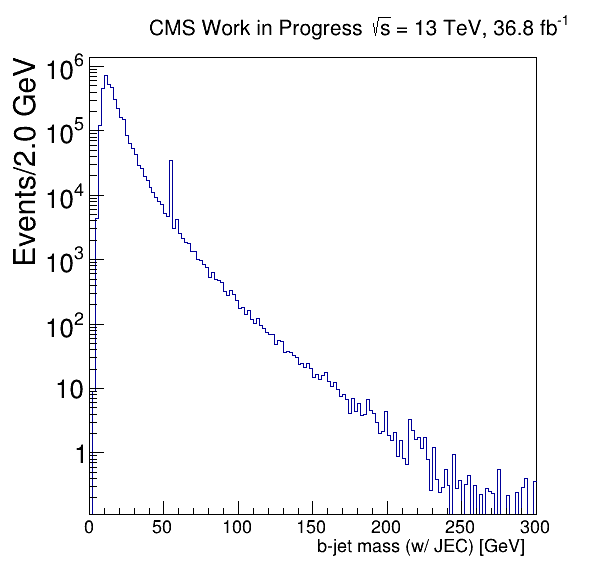 CMS Work in Progress √s = 13 TeV, 36.8 fb⁻¹
Events/2.0 GeV
10⁶
10⁵
10⁴
10³
10²
10
1
0 50 100 150 200 250 300
b-jet mass (w/ JEC) [GeV]